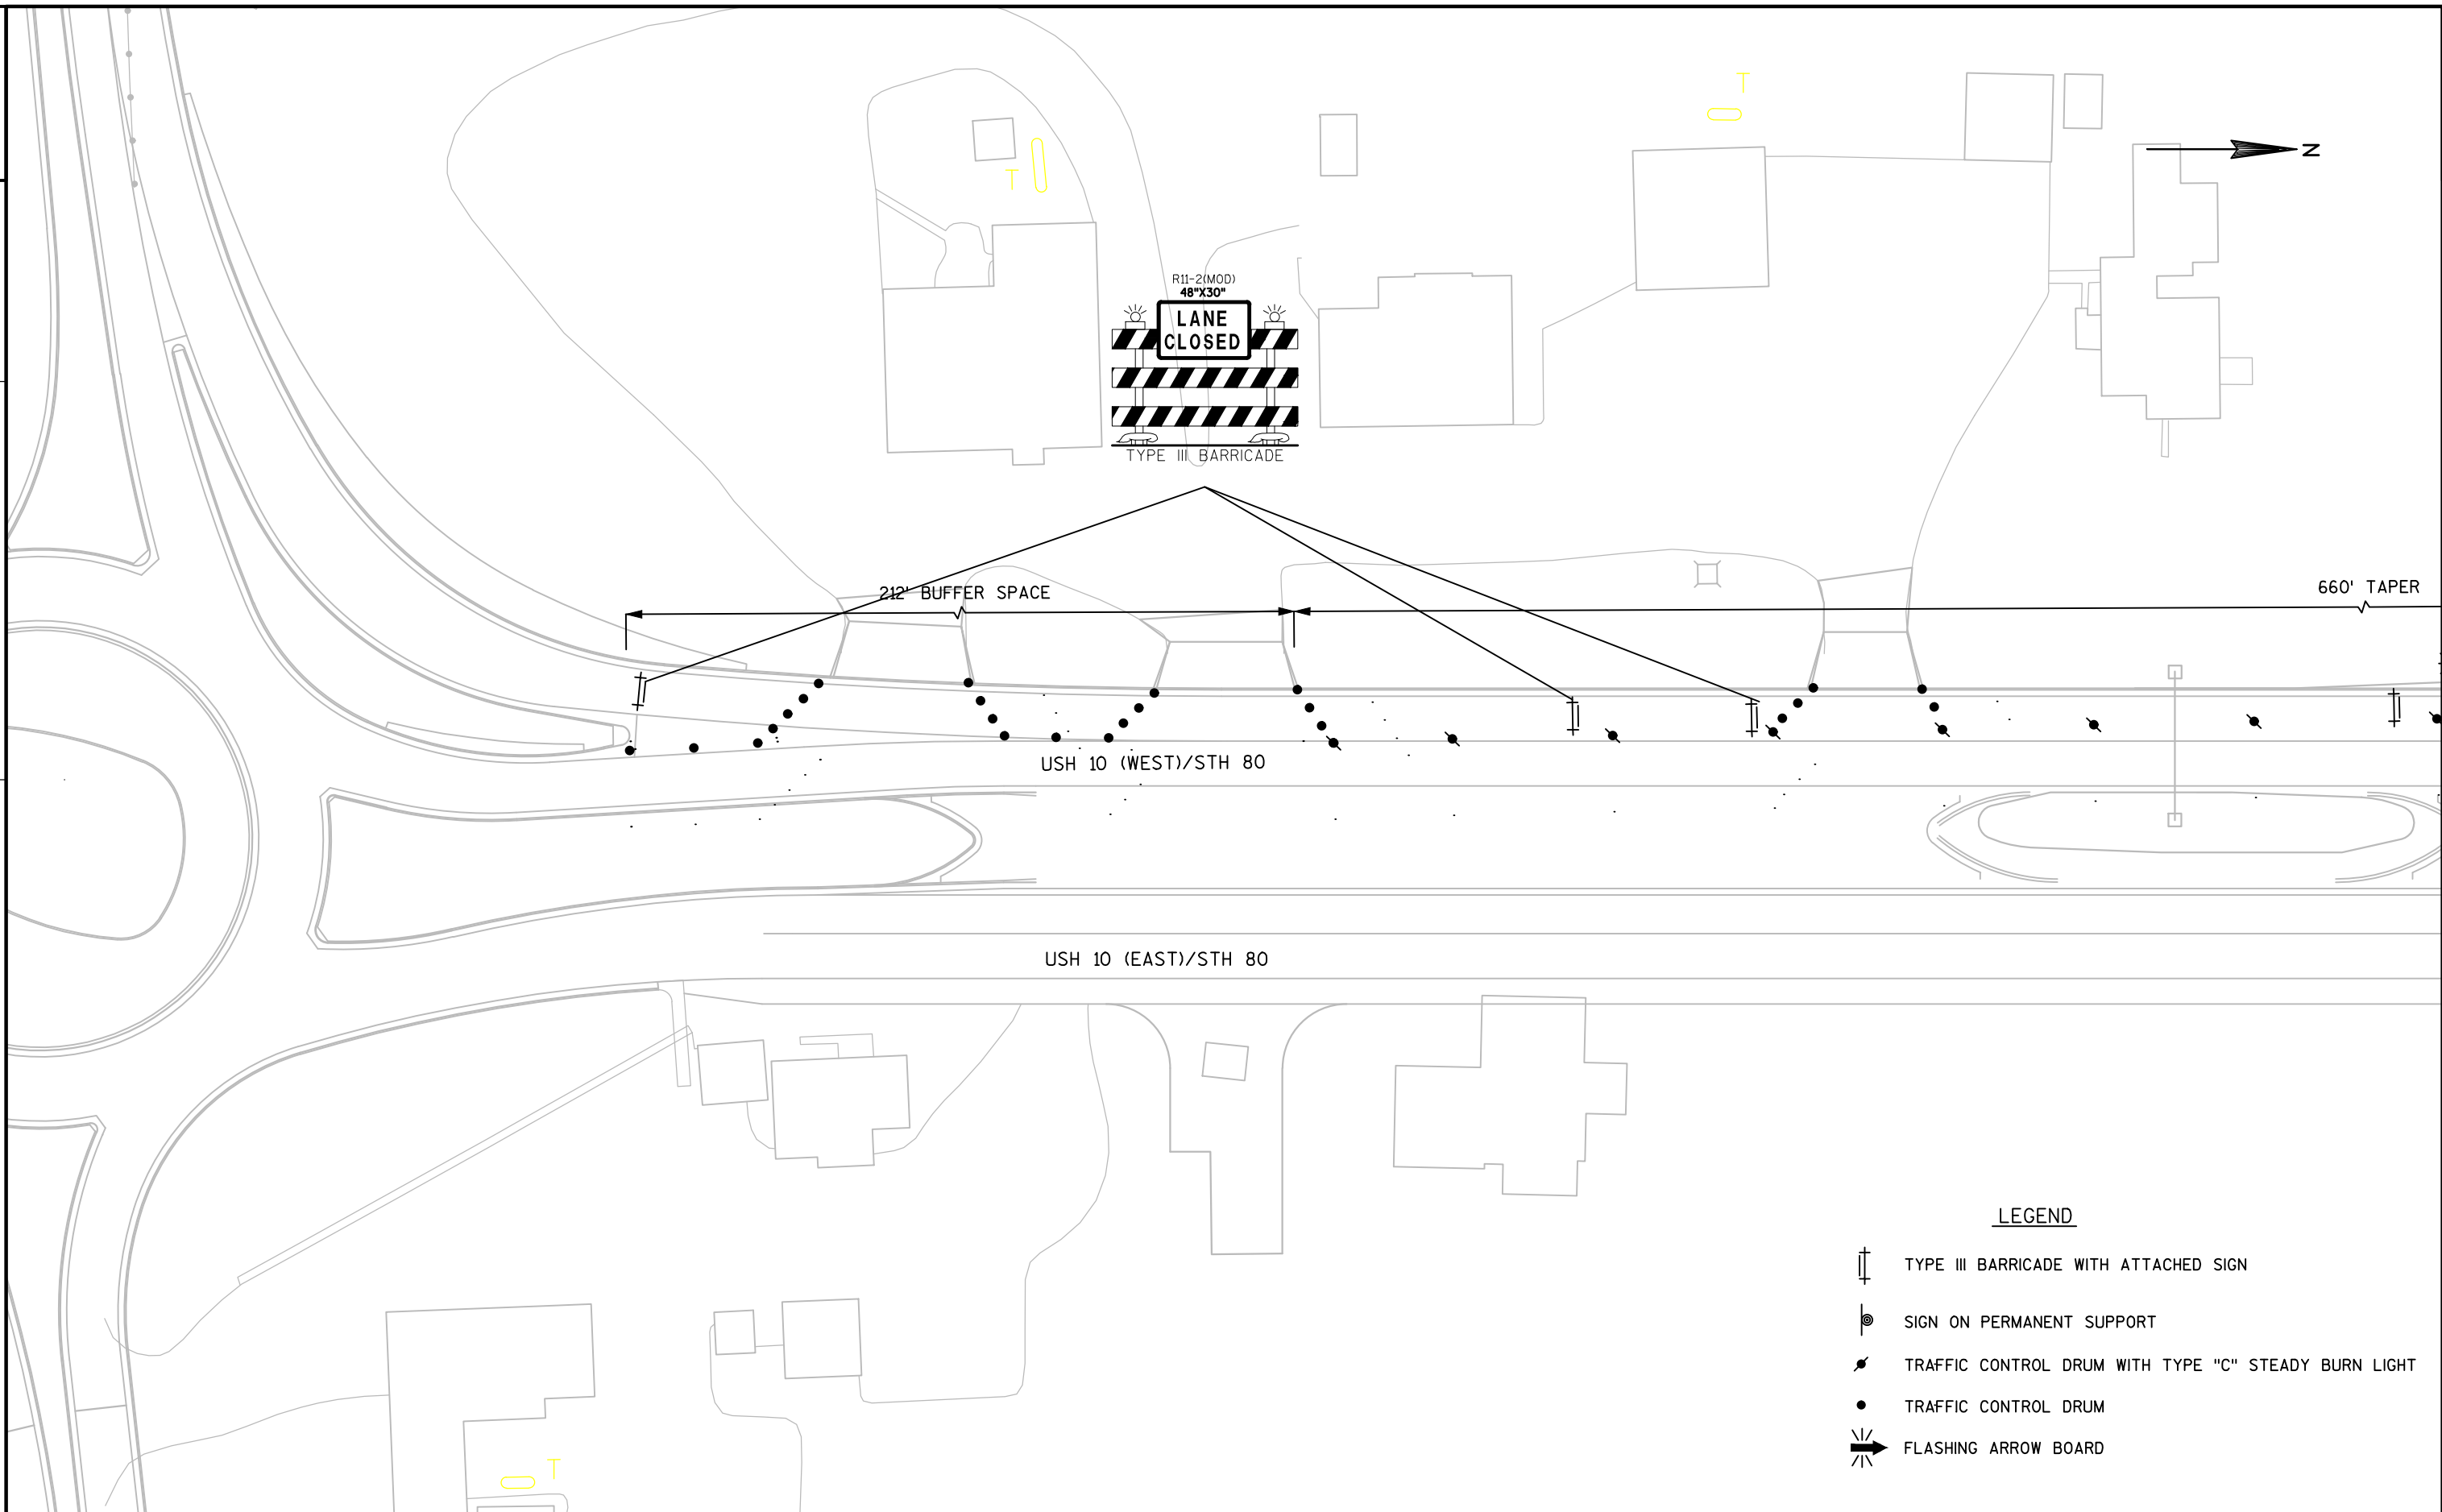 T
T
N
R11-2(MOD)
48"X30"
LANE
CLOSED
TYPE III BARRICADE
212' BUFFER SPACE
660' TAPER
USH 10 (WEST)/STH 80
USH 10 (EAST)/STH 80
LEGEND
TYPE III BARRICADE WITH ATTACHED SIGN
SIGN ON PERMANENT SUPPORT
TRAFFIC CONTROL DRUM WITH TYPE "C" STEADY BURN LIGHT
TRAFFIC CONTROL DRUM
FLASHING ARROW BOARD
T